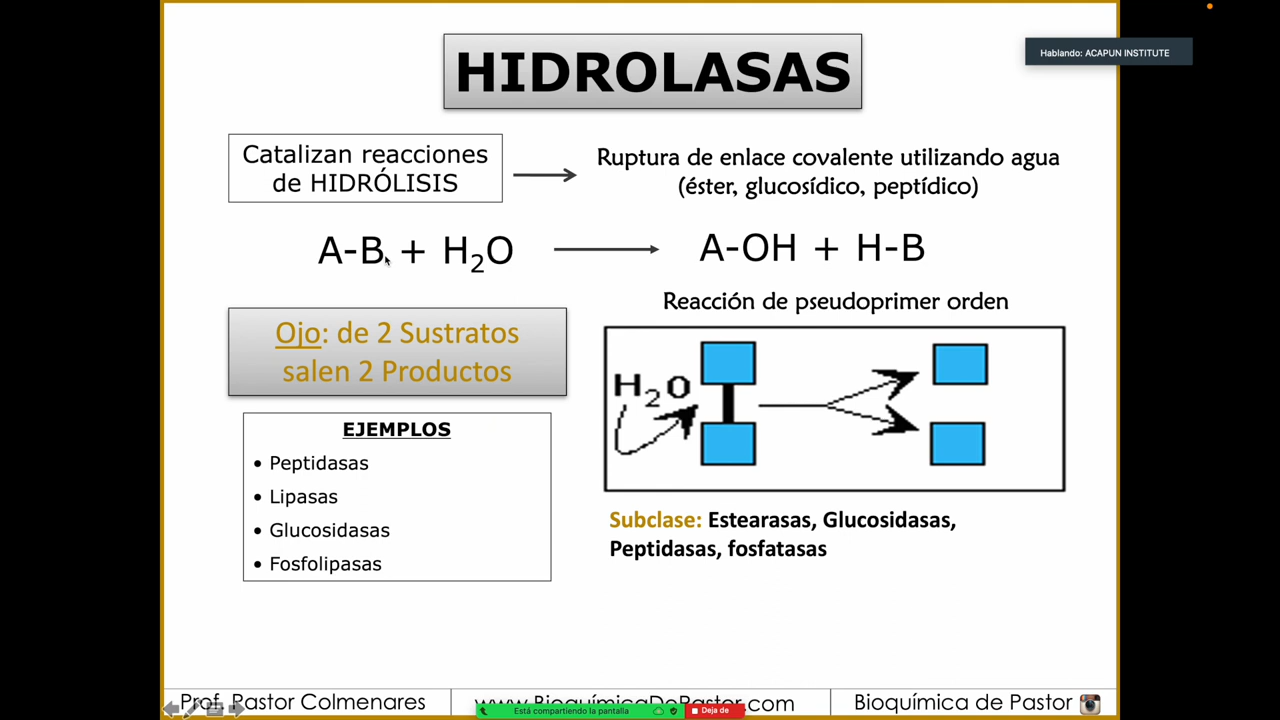 HIDROLASAS
Hablando: ACAPUN INSTITUTE
Catalizan reacciones
de HIDRÓLISIS
Ruptura de enlace covalente utilizando agua
(éster, glucosídico, peptídico)
A-B + H₂O
A-OH + H-B
Reacción de pseudoprimer orden
Ojo: de 2 Sustratos
salen 2 Productos
H₂O
EJEMPLOS
• Peptidasas
• Lipasas
• Glucosidasas
• Fosfolipasas
Subclase: Estearasas, Glucosidasas,
Peptidasas, fosfatasas
Prof. Pastor Colmenares
www.BioquímicaDePastor.com
Bioquímica de Pastor
Está compartiendo la pantalla
Deja de